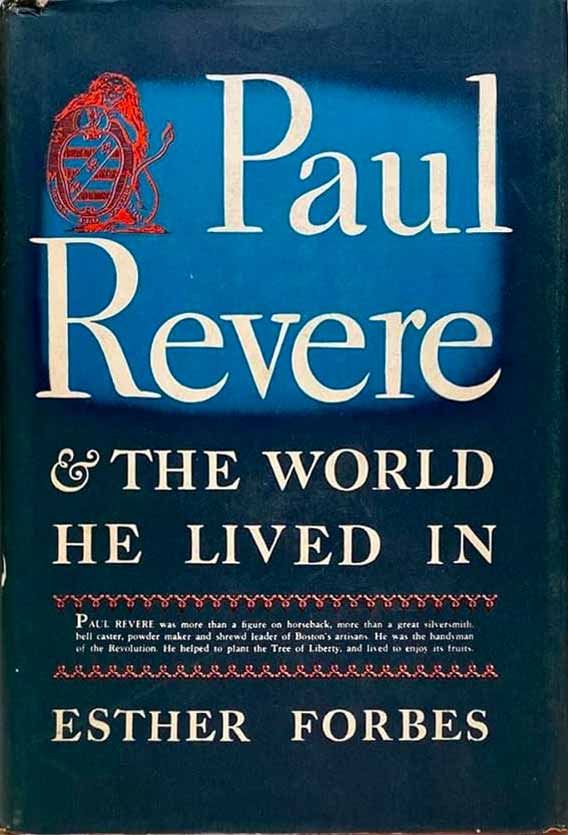 Paul
Revere
& THE WORLD
HE LIVED IN
PAUL REVERE was more than a figure on horseback, more than a great silversmith,
bell caster, powder maker and shrewd leader of Boston's artisans. He was the handyman
of the Revolution. He helped to plant the Tree of Liberty, and lived to enjoy its fruits.
ESTHER FORBES